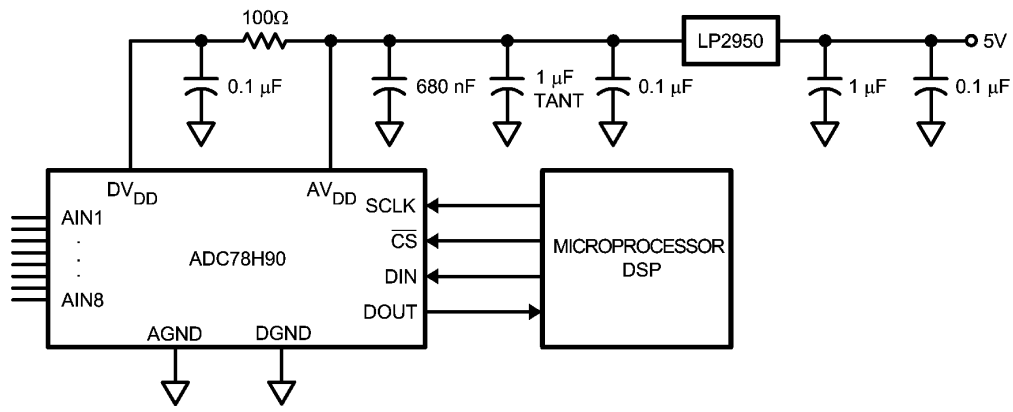 100Ω
LP2950
5V
0.1 µF
680 nF
1 µF
TANT
0.1 µF
1 µF
0.1 µF
DVDD
AVDD
SCLK
AIN1
CS
MICROPROCESSOR
DSP
ADC78H90
DIN
AIN8
DOUT
AGND
DGND